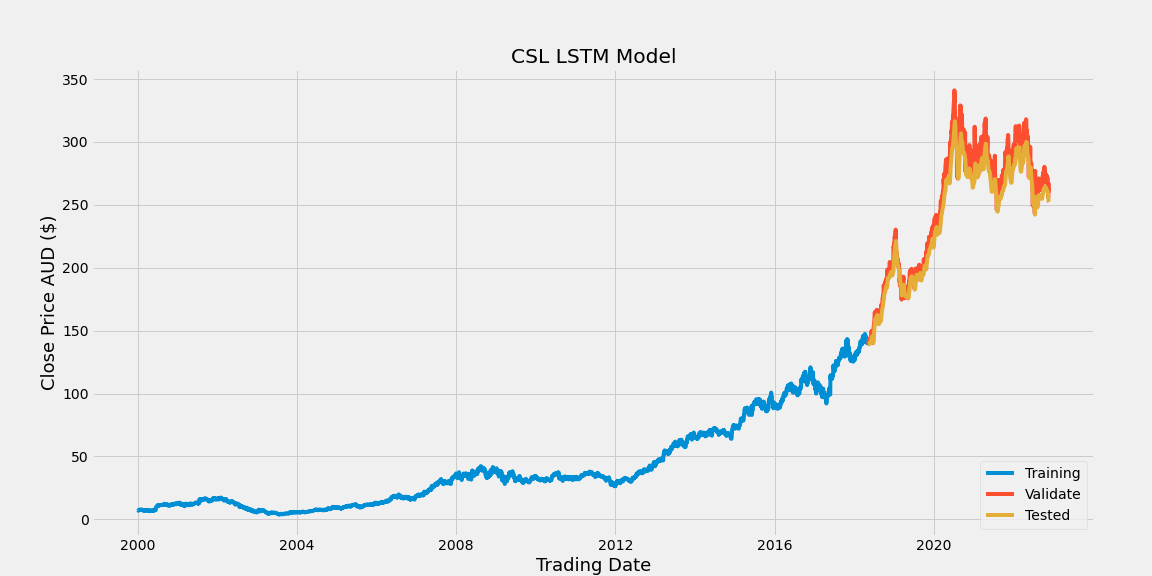 CSL LSTM Model
Close Price AUD ($)
350
300
250
200
150
100
50
0
2000 2004 2008 2012 2016 2020
Trading Date
Training
Validate
Tested